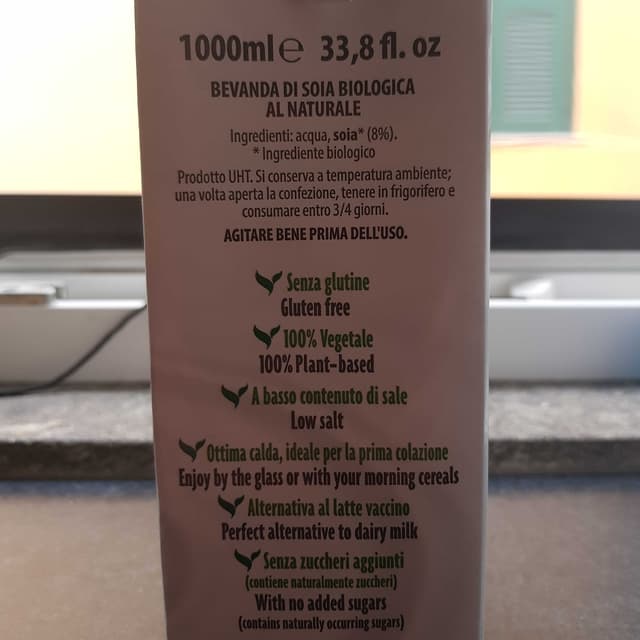 1000ml℮ 33,8 fl. oz
BEVANDA DI SOIA BIOLOGICA
AL NATURALE
Ingredienti: acqua, soia* (8%).
* Ingrediente biologico
Prodotto UHT. Si conserva a temperatura ambiente;
una volta aperta la confezione, tenere in frigorifero e
consumare entro 3/4 giorni.
AGITARE BENE PRIMA DELL'USO.
Senza glutine
Gluten free
100% Vegetale
100% Plant-based
A basso contenuto di sale
Low salt
Ottima calda, ideale per la prima colazione
Enjoy by the glass or with your morning cereals
Alternativa al latte vaccino
Perfect alternative to dairy milk
Senza zuccheri aggiunti
(contiene naturalmente zuccheri)
With no added sugars
(contains naturally occurring sugars)